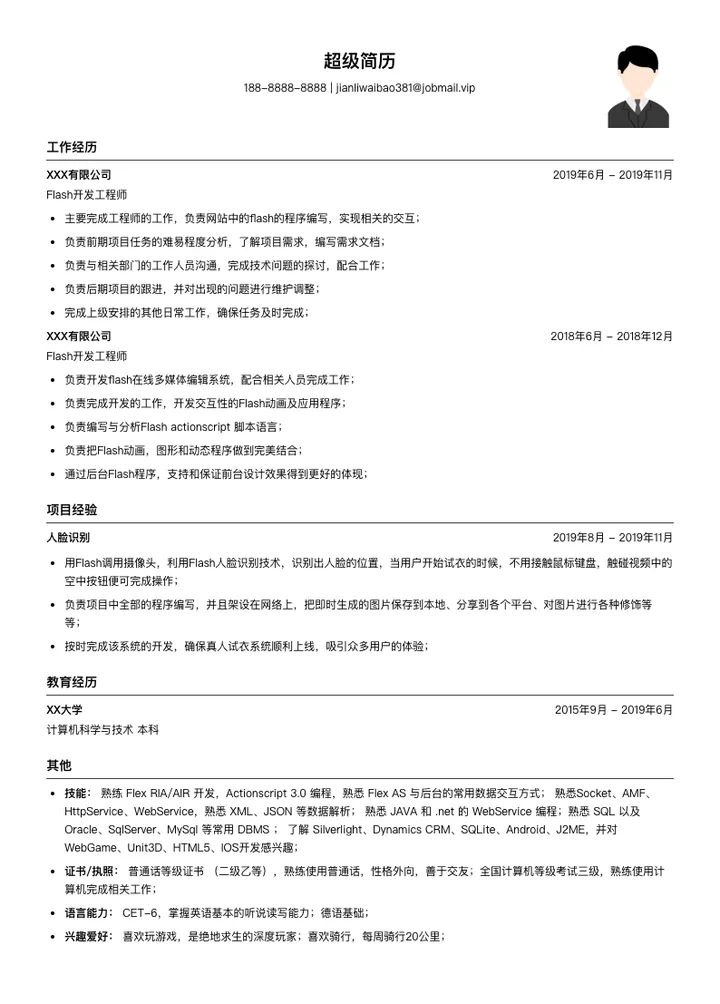 超级简历
188-8888-8888 | jianliwaibao381@jobmail.vip
工作经历
XXX有限公司 2019年6月 - 2019年11月
Flash开发工程师
• 主要完成工程师的工作，负责网站中的flash的程序编写，实现相关的交互；
• 负责前期项目任务的难易程度分析，了解项目需求，编写需求文档；
• 负责与相关部门的工作人员沟通，完成技术问题的探讨，配合工作；
• 负责后期项目的跟进，并对出现的问题进行维护调整；
• 完成上级安排的其他日常工作，确保任务及时完成；
XXX有限公司 2018年6月 - 2018年12月
Flash开发工程师
• 负责开发flash在线多媒体编辑系统，配合相关人员完成工作；
• 负责完成开发的工作，开发交互性的Flash动画及应用程序；
• 负责编写与分析Flash actionscript 脚本语言；
• 负责把Flash动画，图形和动态程序做到完美结合；
• 通过后台Flash程序，支持和保证前台设计效果得到更好的体现；
项目经验
人脸识别 2019年8月 - 2019年11月
• 用Flash调用摄像头，利用Flash人脸识别技术，识别出人脸的位置，当用户开始试衣的时候，不用接触鼠标键盘，触碰视频中的
空中按钮便可完成操作；
• 负责项目中全部的程序编写，并且架设在网络上，把即时生成的图片保存到本地、分享到各个平台、对图片进行各种修饰等
等；
• 按时完成该系统的开发，确保真人试衣系统顺利上线，吸引众多用户的体验；
教育经历
XX大学 2015年9月 - 2019年6月
计算机科学与技术 本科
其他
• 技能： 熟练 Flex RIA/AIR 开发，Actionscript 3.0 编程，熟悉 Flex AS 与后台的常用数据交互方式； 熟悉Socket、AMF、
HttpService、WebService，熟悉 XML、JSON 等数据解析； 熟悉 JAVA 和 .net 的 WebService 编程；熟悉 SQL 以及
Oracle、SqlServer、MySql 等常用 DBMS ； 了解 Silverlight、Dynamics CRM、SQLite、Android、J2ME，并对
WebGame、Unit3D、HTML5、IOS开发感兴趣；
• 证书/执照： 普通话等级证书 （二级乙等），熟练使用普通话，性格外向，善于交友；全国计算机等级考试三级，熟练使用计
算机完成相关工作；
• 语言能力： CET-6，掌握英语基本的听说读写能力；德语基础；
• 兴趣爱好： 喜欢玩游戏，是绝地求生的深度玩家；喜欢骑行，每周骑行20公里；